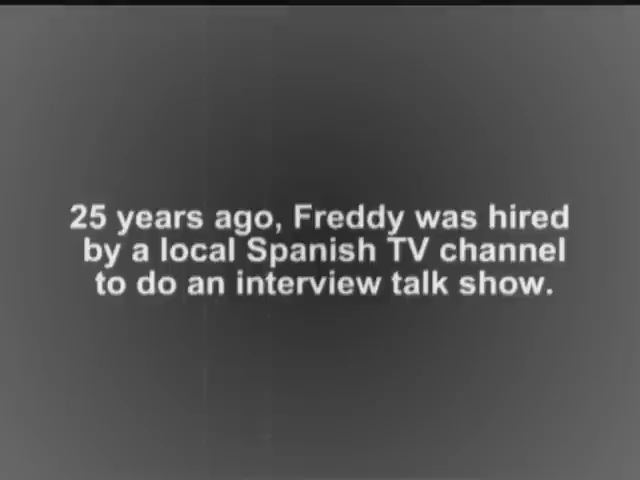 25 years ago, Freddy was hired
by a local Spanish TV channel
to do an interview talk show.